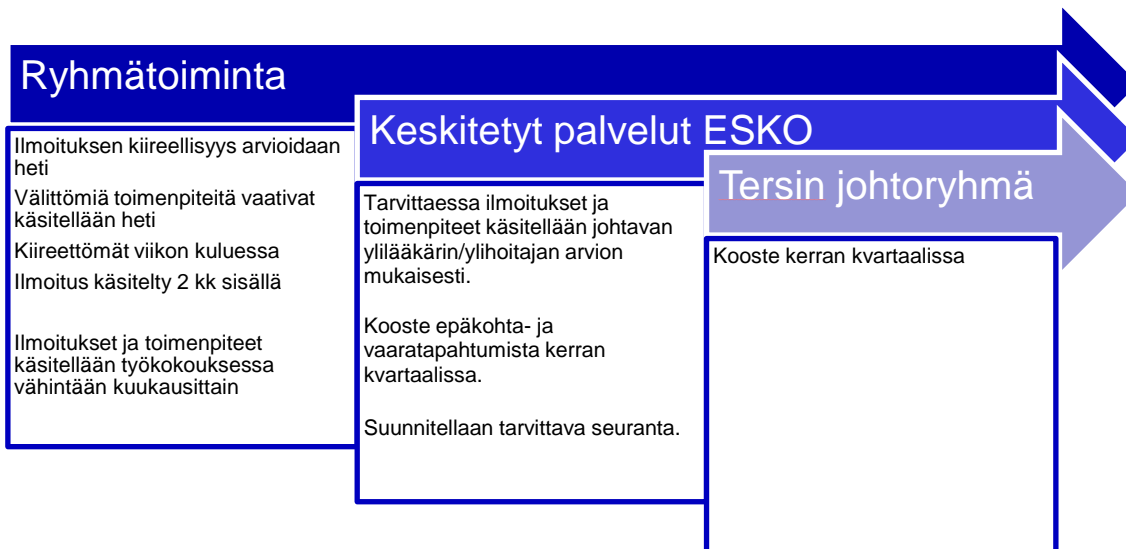 Ryhmätoiminta
Ilmoituksen kiireellisyys arvioidaan
heti
Välittömiä toimenpiteitä vaativat
käsitellään heti
Kiireettömät viikon kuluessa
Ilmoitus käsitelty 2 kk sisällä
Ilmoitukset ja toimenpiteet
käsitellään työkokouksessa
vähintään kuukausittain
Keskitetyt palvelut ESKO
Tarvittaessa ilmoitukset ja
toimenpiteet käsitellään johtavan
ylilääkärin/ylihoitajan arvion
mukaisesti.
Kooste epäkohta- ja
vaaratapahtumista kerran
kvartaalissa.
Suunnitellaan tarvittava seuranta.
Tersin johtoryhmä
Kooste kerran kvartaalissa